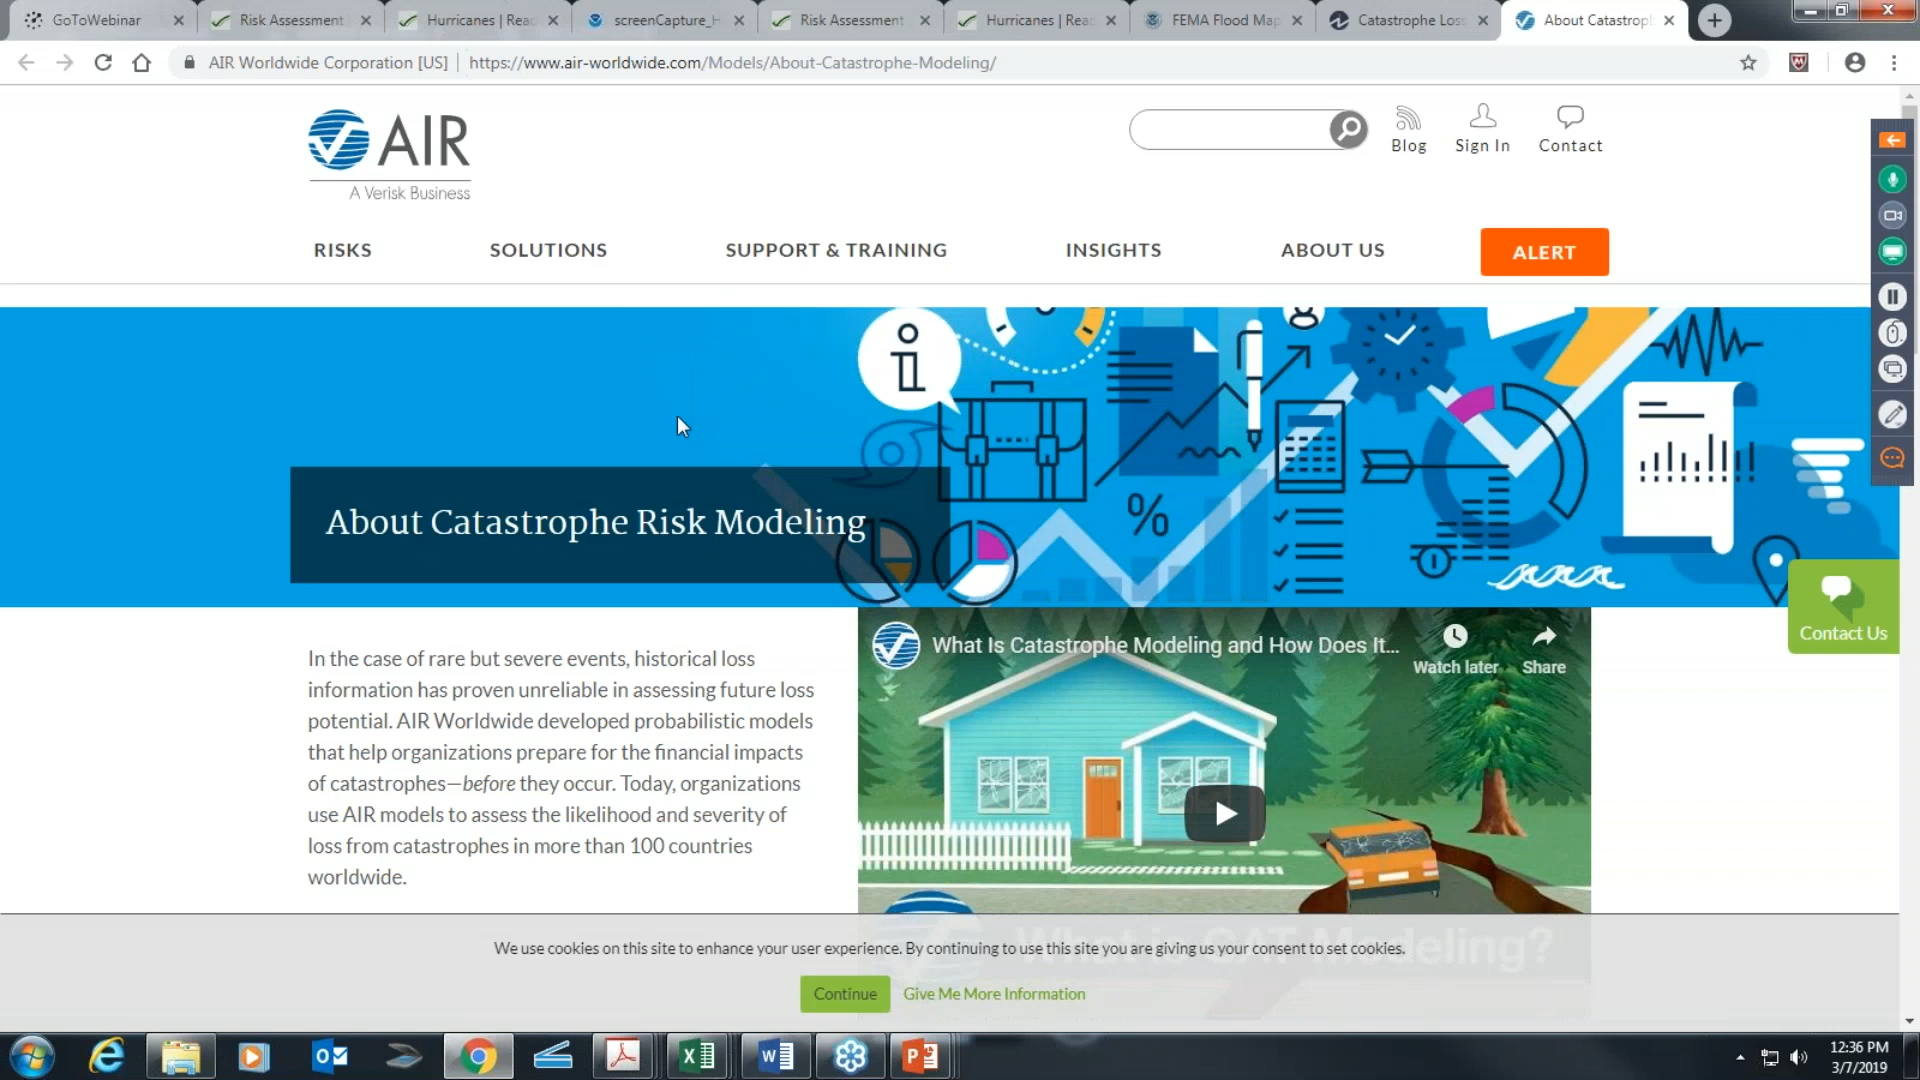 GoToWebinar
Risk Assessment
Hurricanes | Rea
screenCapture_H
Risk Assessment
Hurricanes | Rea
FEMA Flood Map
Catastrophe Loss
About Catastroph
AIR Worldwide Corporation [US]
https://www.air-worldwide.com/Models/About-Catastrophe-Modeling/
AIR
A Verisk Business
Blog
Sign In
Contact
RISKS
SOLUTIONS
SUPPORT & TRAINING
INSIGHTS
ABOUT US
ALERT
i
%
About Catastrophe Risk Modeling
In the case of rare but severe events, historical loss
information has proven unreliable in assessing future loss
potential. AIR Worldwide developed probabilistic models
that help organizations prepare for the financial impacts
of catastrophes—before they occur. Today, organizations
use AIR models to assess the likelihood and severity of
loss from catastrophes in more than 100 countries
worldwide.
What Is Catastrophe Modeling and How Does It...
Watch later
Share
Contact Us
What is CAT Modeling?
We use cookies on this site to enhance your user experience. By continuing to use this site you are giving us your consent to set cookies.
Continue
Give Me More Information
12:36 PM
3/7/2019